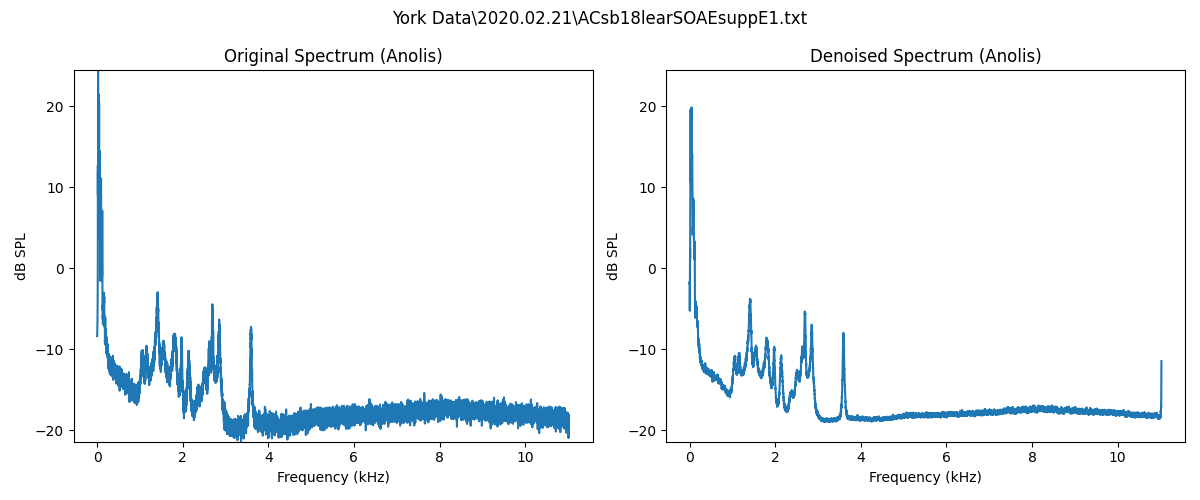 York Data\2020.02.21\ACsb18learSOAEsuppE1.txt
Original Spectrum (Anolis)
20
10
0
−10
−20
dB SPL
0 2 4 6 8 10
Frequency (kHz)
Denoised Spectrum (Anolis)
20
10
0
−10
−20
dB SPL
0 2 4 6 8 10
Frequency (kHz)